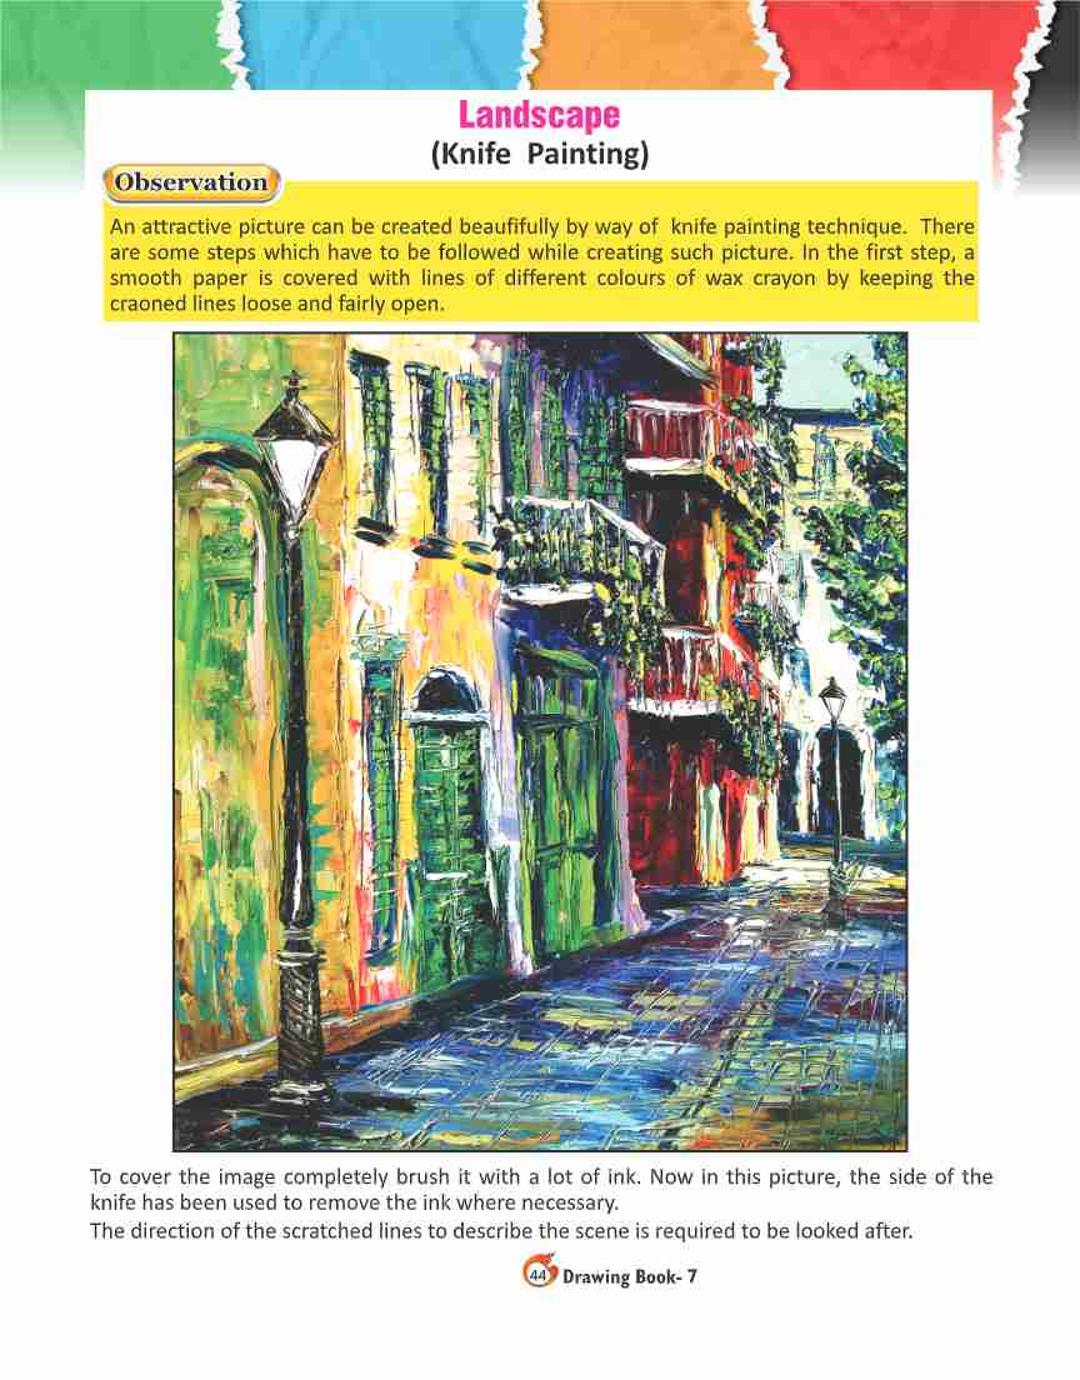 Landscape
(Knife Painting)
Observation
An attractive picture can be created beaufifully by way of knife painting technique. There
are some steps which have to be followed while creating such picture. In the first step, a
smooth paper is covered with lines of different colours of wax crayon by keeping the
craoned lines loose and fairly open.
To cover the image completely brush it with a lot of ink. Now in this picture, the side of the
knife has been used to remove the ink where necessary.
The direction of the scratched lines to describe the scene is required to be looked after.
44 Drawing Book- 7